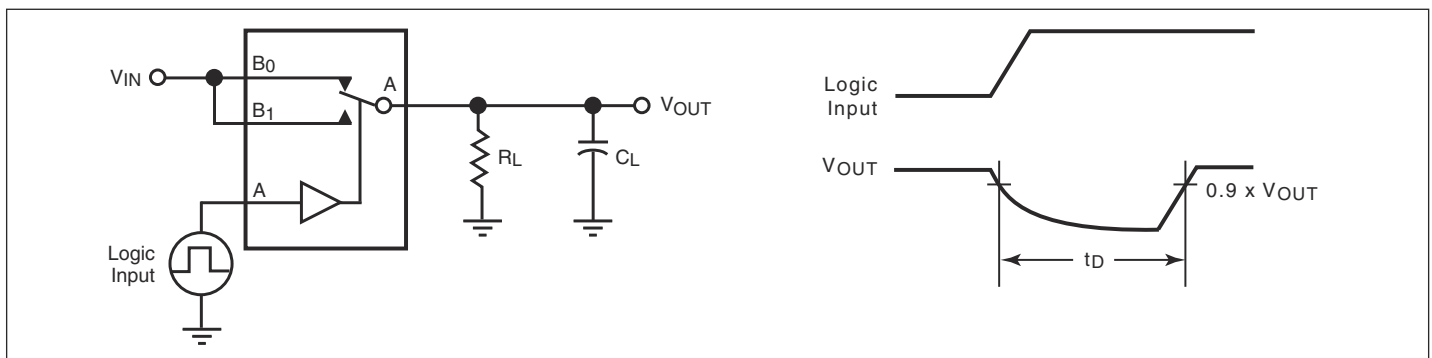 VIN
B0
B1
A
A
Logic
Input
RL
CL
VOUT
Logic
Input
VOUT
0.9 x VOUT
tD